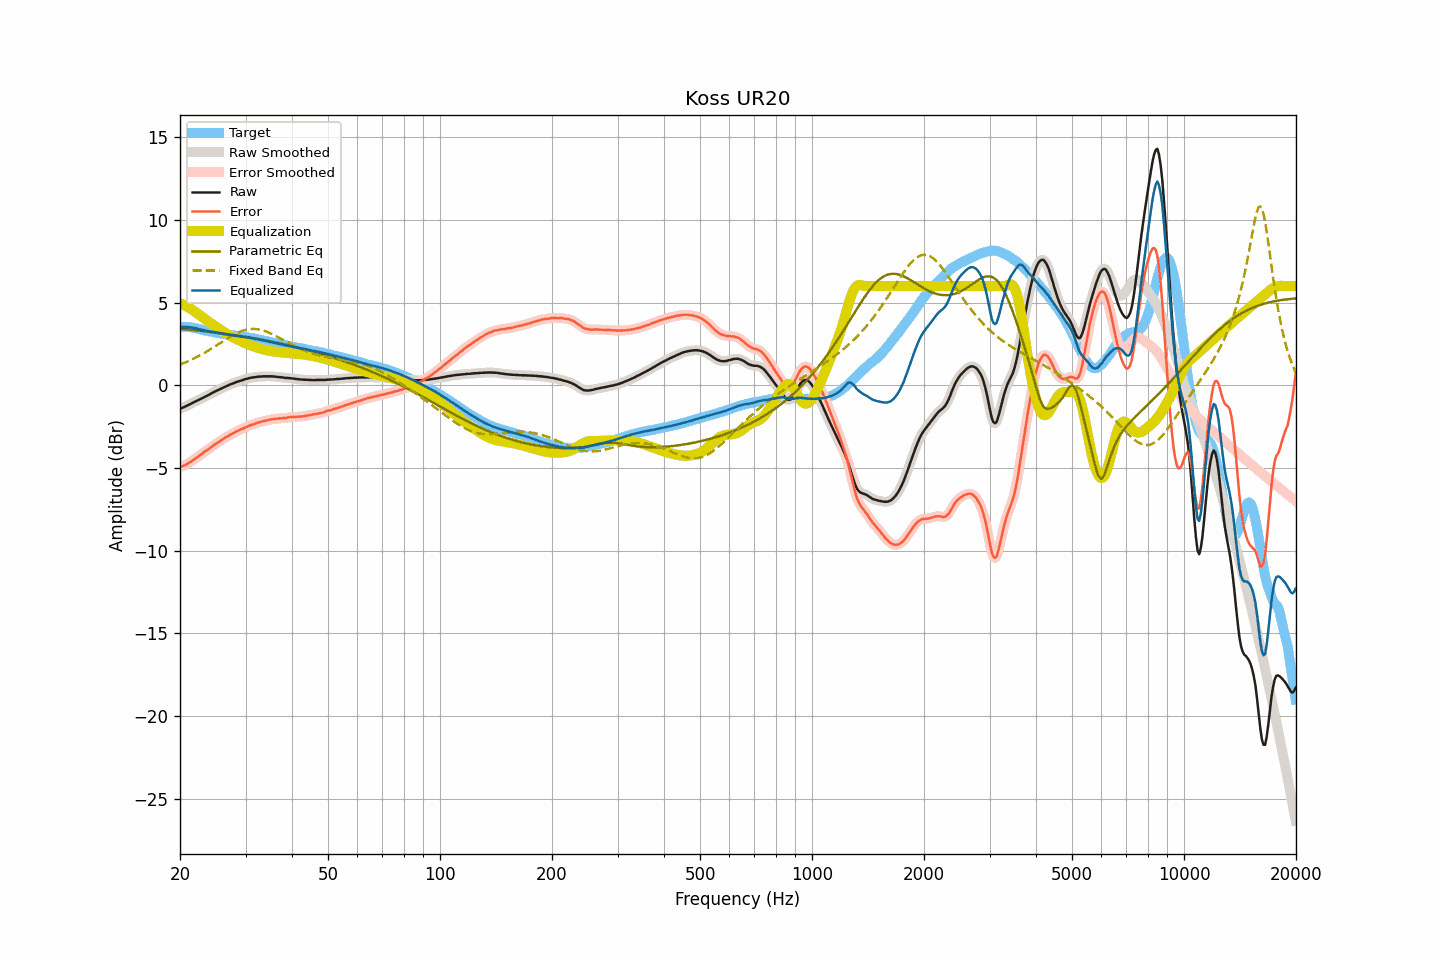 Koss UR20
Target
Raw Smoothed
Error Smoothed
Raw
Error
Equalization
Parametric Eq
Fixed Band Eq
Equalized
15
10
5
0
−5
−10
−15
−20
−25
Amplitude (dBr)
20 50 100 200 500 1000 2000 5000 10000 20000
Frequency (Hz)